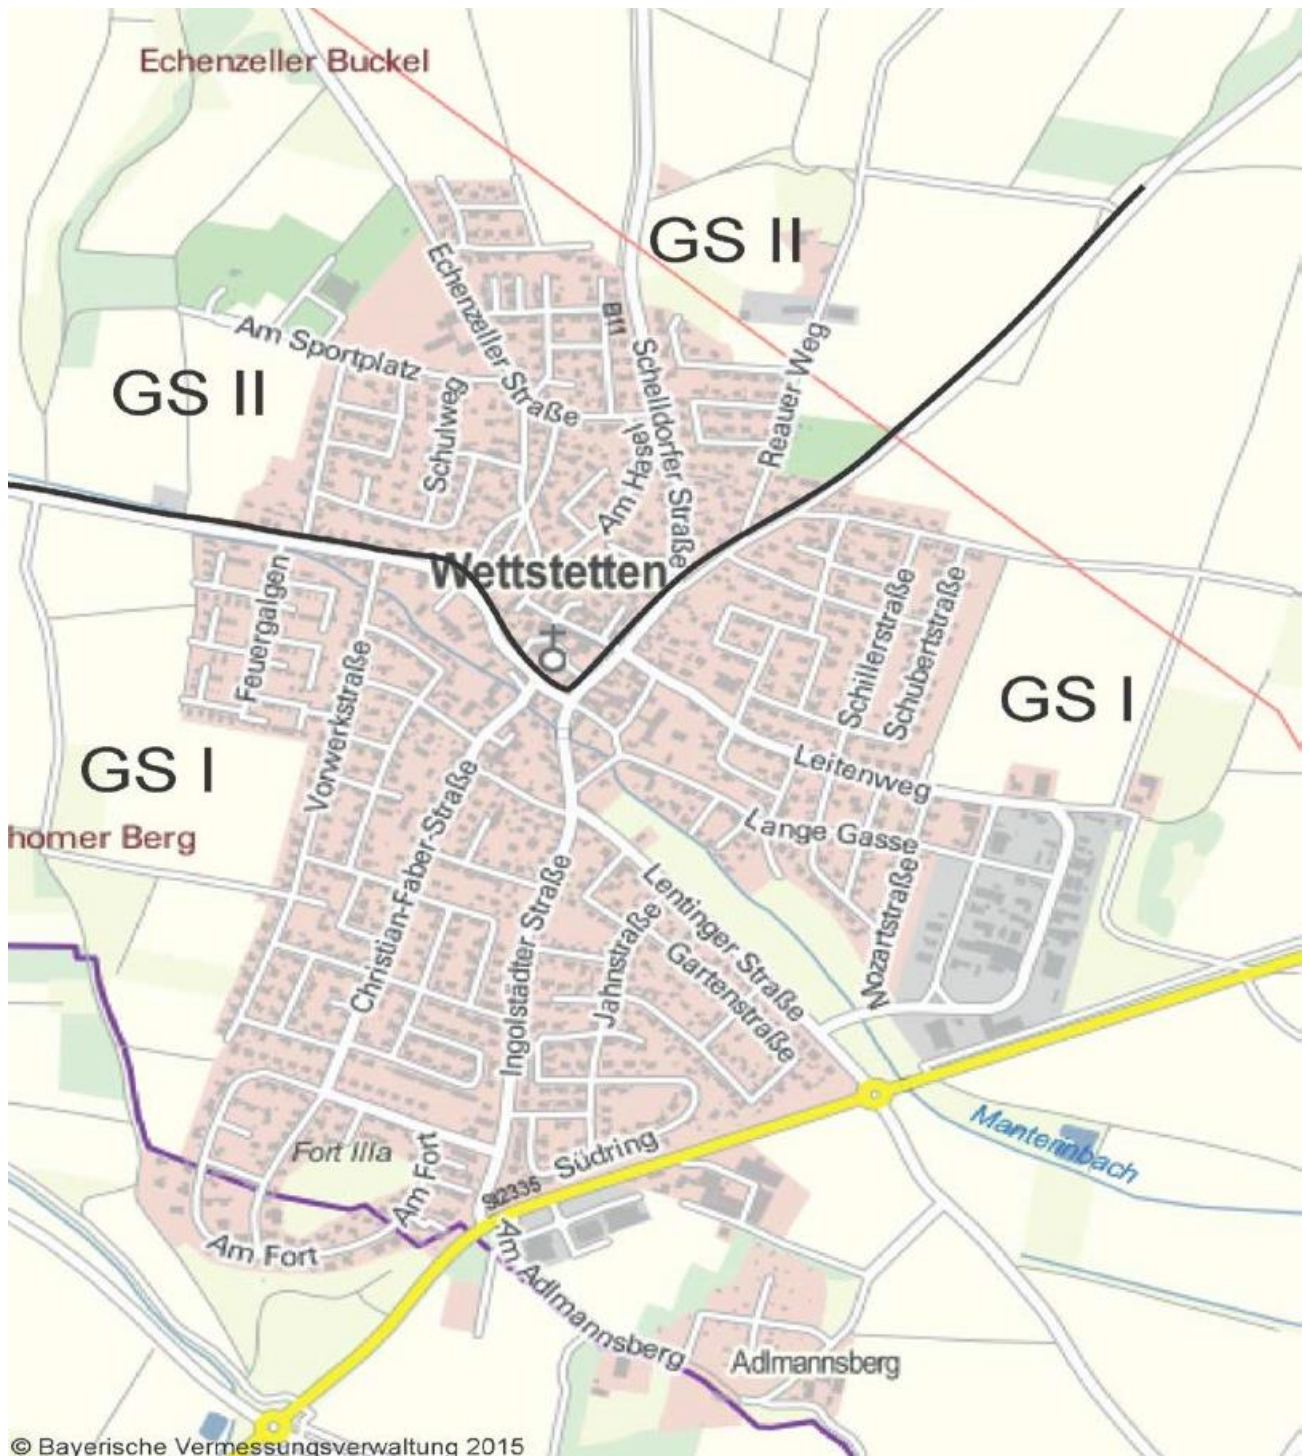 Echenzeller Buckel
GS II
Echenzeller Straße
Am Sportplatz
Schelldorfer Straße
Reauer Weg
GS II
Schulweg
Am Hasel
Wettstetten
Feuergalgen
Schillerstraße
Schubertstraße
GS I
Vorwerkstraße
GS I
Leitenweg
Christian-Faber-Straße
Lange Gasse
homer Berg
Ingolstädter Straße
Lentinger Straße
Jahnstraße
Gartenstraße
Mozartstraße
Manterinbach
Fort IIIa
Am Fort
Südring
St2335
Am Fort
Am Adlmannsberg
Adlmannsberg
© Bayerische Vermessungsverwaltung 2015